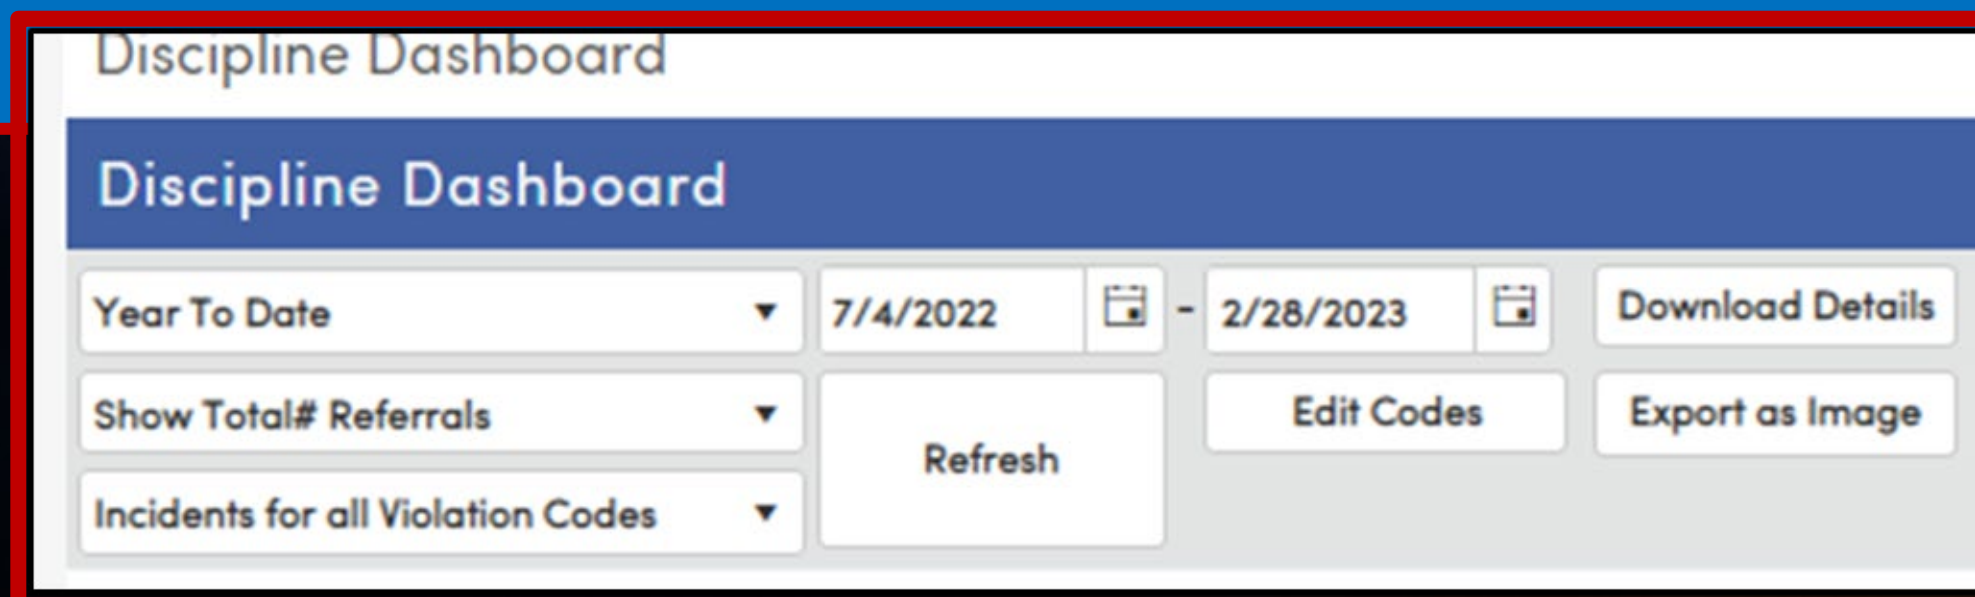 Discipline Dashboard
Discipline Dashboard
Year To Date 7/4/2022 - 2/28/2023 Download Details
Show Total# Referrals Refresh Edit Codes Export as Image
Incidents for all Violation Codes